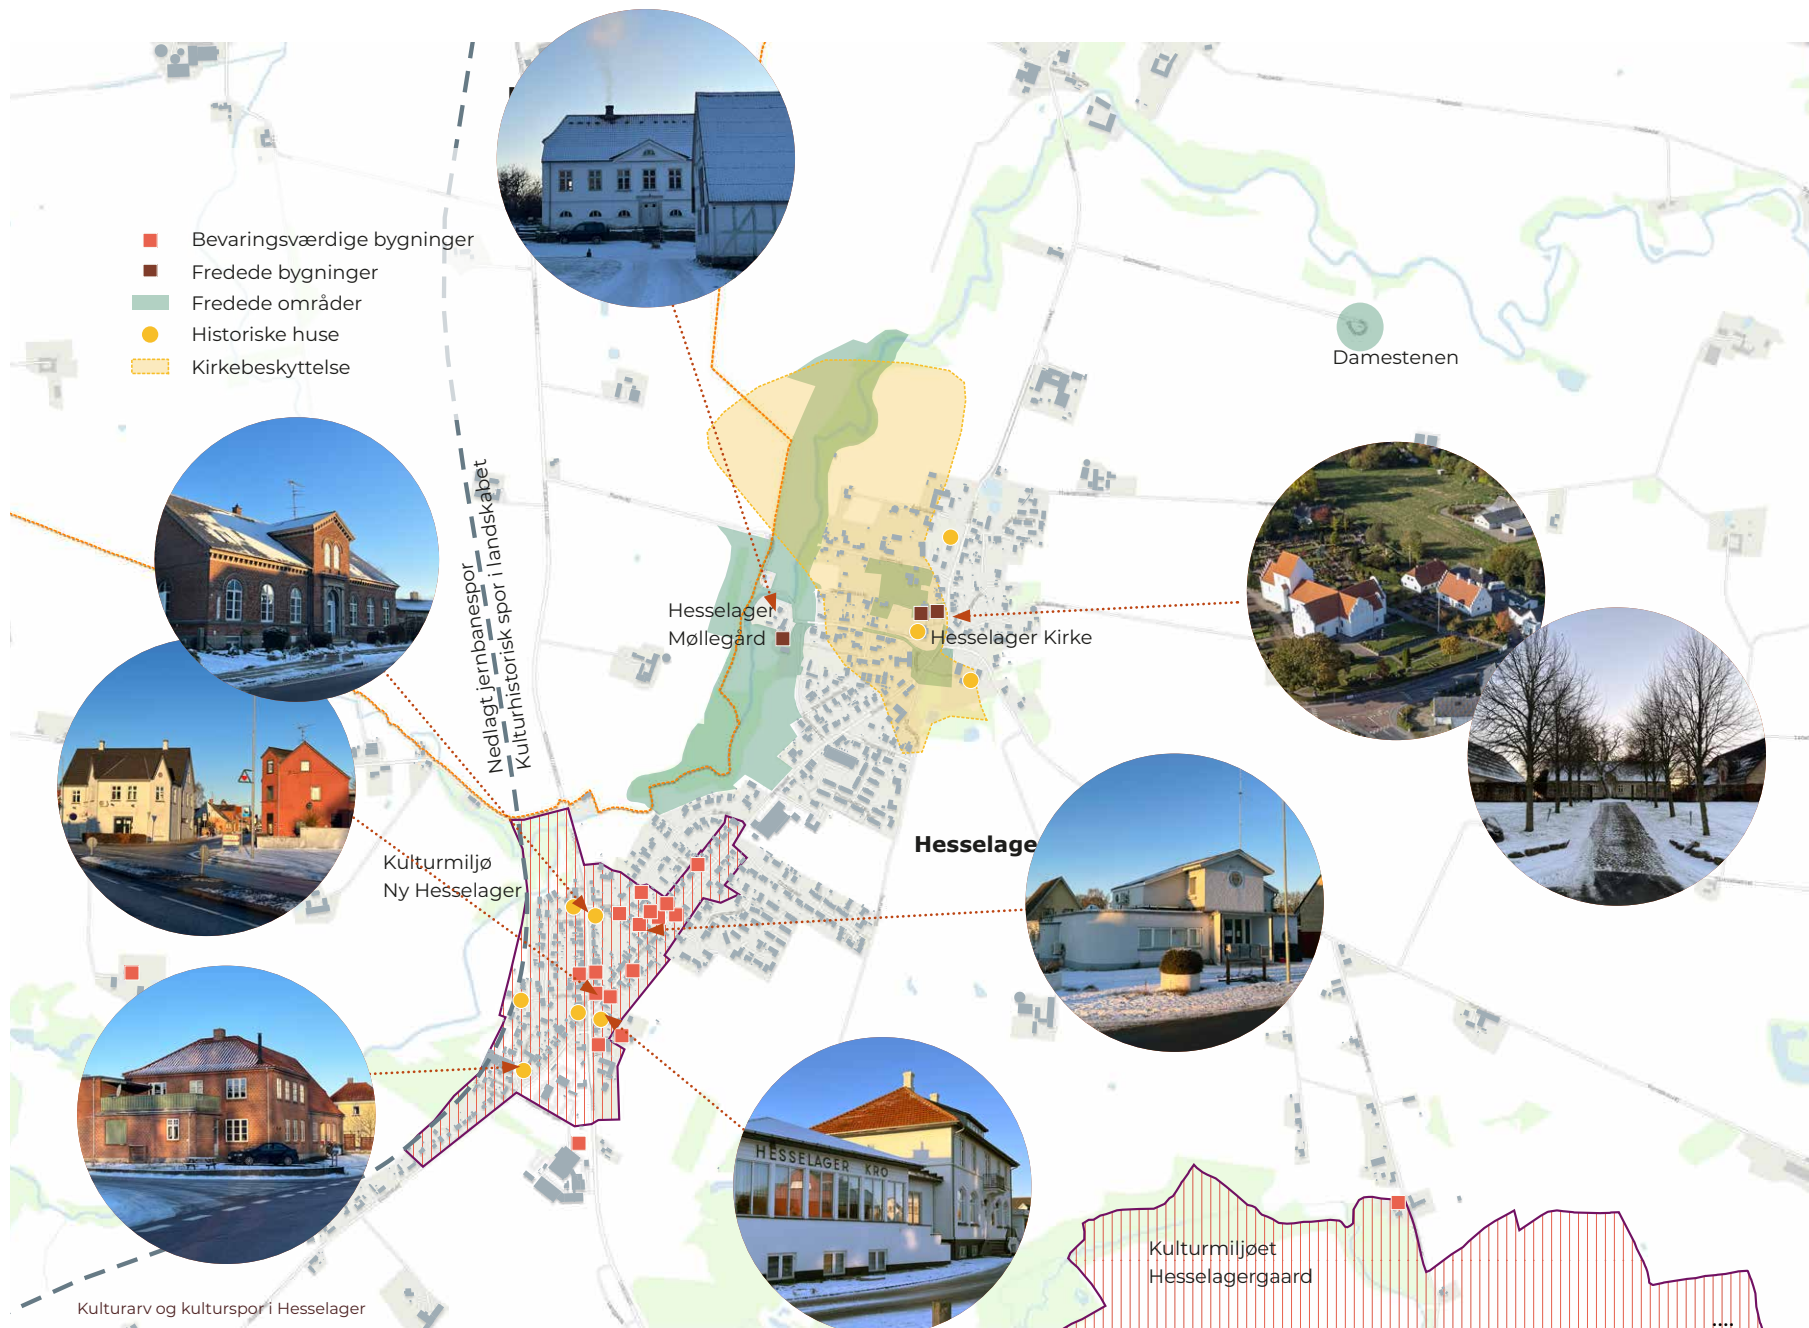 Bevaringsværdige bygninger
Fredede bygninger
Fredede områder
Historiske huse
Kirkebeskyttelse
Damestenen
Nedlagt jernbanespor
Kulturhistorisk spor i landskabet
Hesselager
Møllegård
Hesselager Kirke
Hesselage
Kulturmiljø
Ny Hesselager
HESSELAGER KRO
Kulturmiljøet
Hesselagergaard
Kulturarv og kulturspor i Hesselager